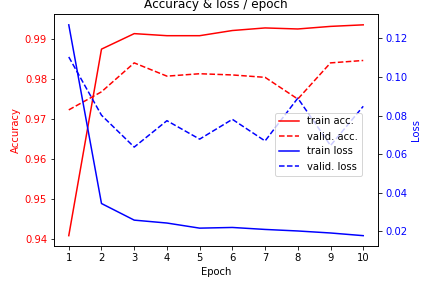 Accuracy & loss / epoch
0.99
0.98
0.97
0.96
0.95
0.94
Accuracy
0.12
0.10
0.08
0.06
0.04
0.02
Loss
train acc.
valid. acc.
train loss
valid. loss
1 2 3 4 5 6 7 8 9 10
Epoch